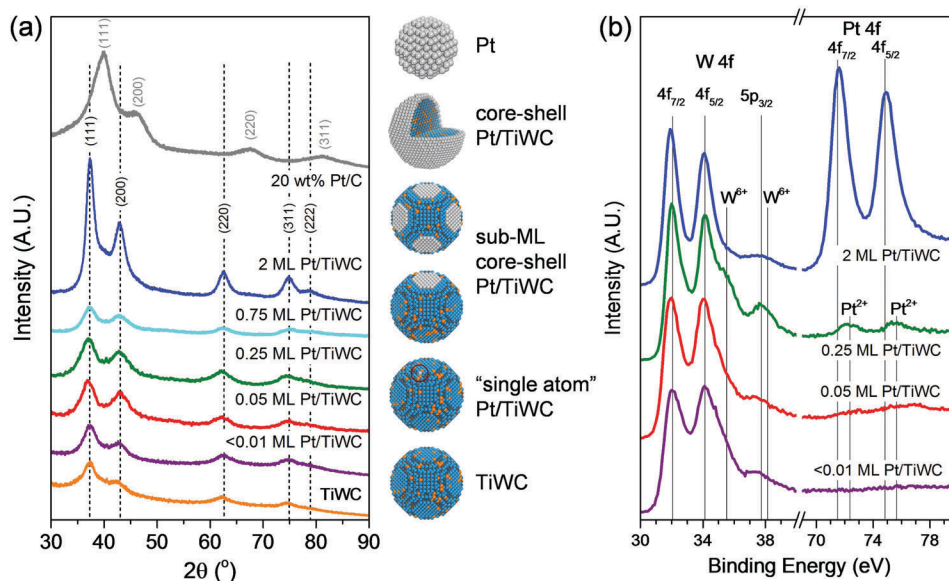 (a)
(111)
(200)
(220)
(311)
20 wt% Pt/C
(111)
(200)
(220)
(311)
(222)
2 ML Pt/TiWC
0.75 ML Pt/TiWC
0.25 ML Pt/TiWC
0.05 ML Pt/TiWC
<0.01 ML Pt/TiWC
TiWC
Intensity (A.U.)
30 40 50 60 70 80 90
2θ (°)
Pt
core-shell
Pt/TiWC
sub-ML
core-shell
Pt/TiWC
“single atom”
Pt/TiWC
TiWC
(b)
W 4f
Pt 4f
4f7/2 4f5/2 5p3/2
4f7/2 4f5/2
W6+ W6+
2 ML Pt/TiWC
Pt2+ Pt2+
0.25 ML Pt/TiWC
0.05 ML Pt/TiWC
<0.01 ML Pt/TiWC
Intensity (A.U.)
30 34 38 70 74 78
Binding Energy (eV)